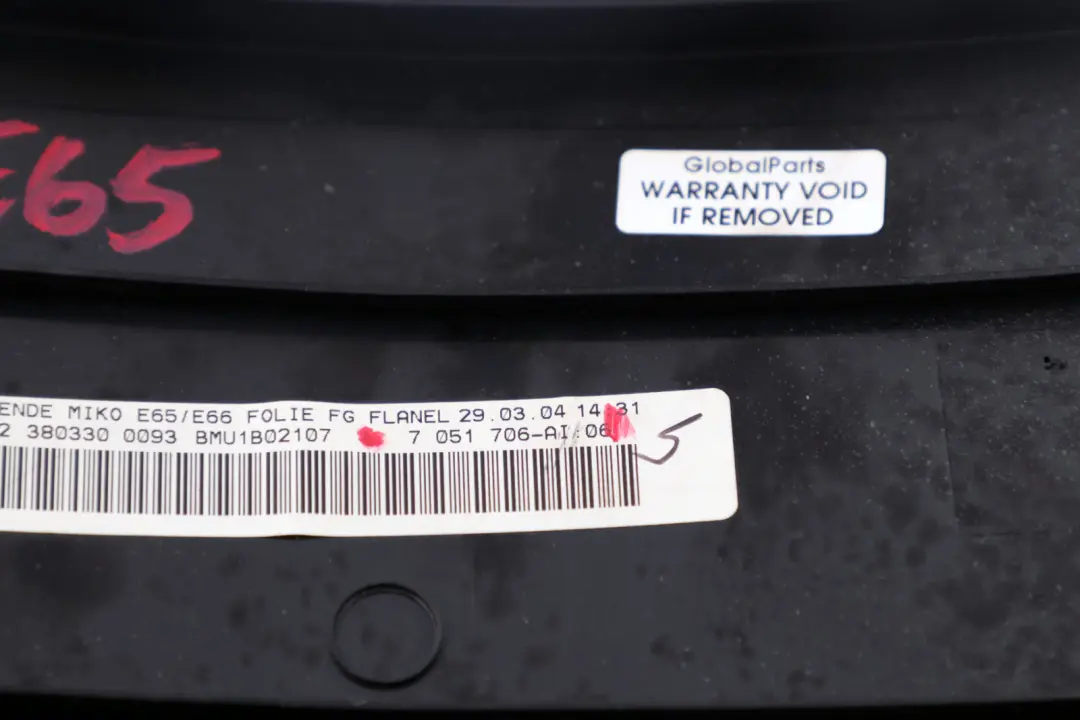 E65
GlobalParts
WARRANTY VOID
IF REMOVED
ENDE MIKO E65/E66 FOLIE FG FLANEL 29.03.04 14:31
2 380330 0093 BMU1B02107 7 051 706-AI 06
5